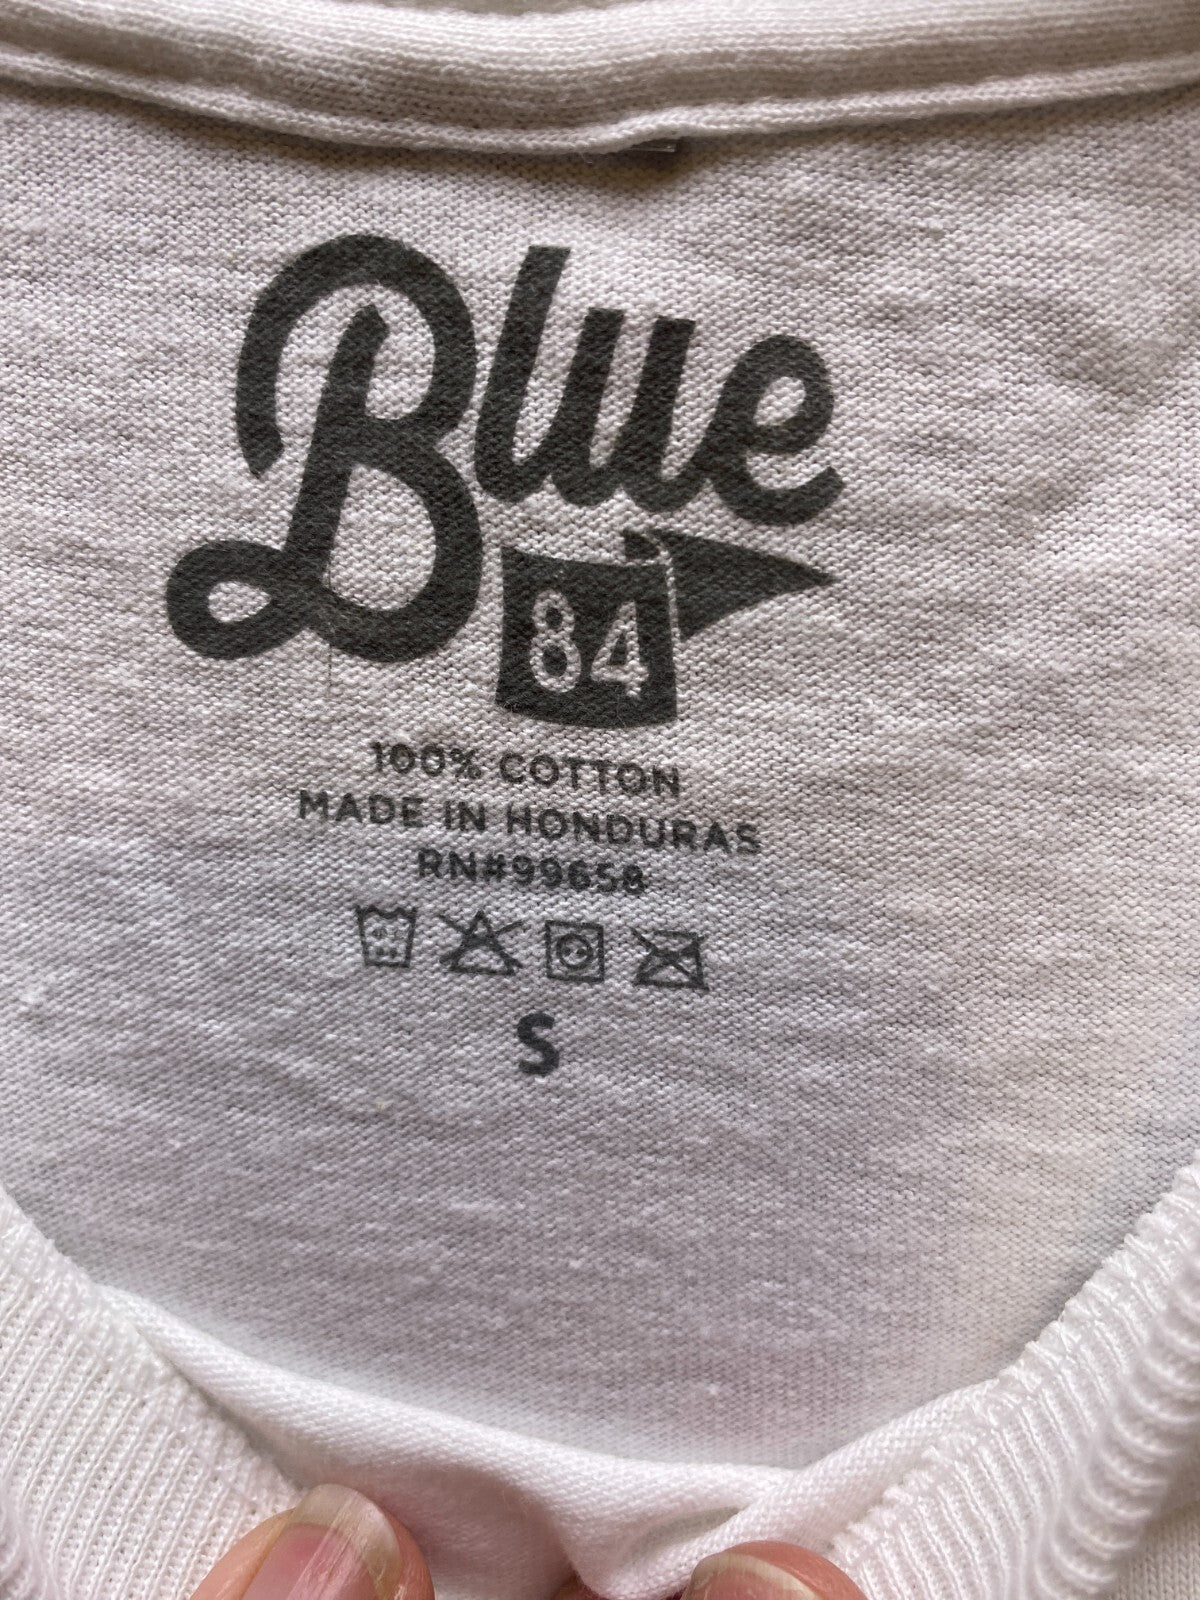 Blue
84
100% COTTON
MADE IN HONDURAS
RN#99658
S